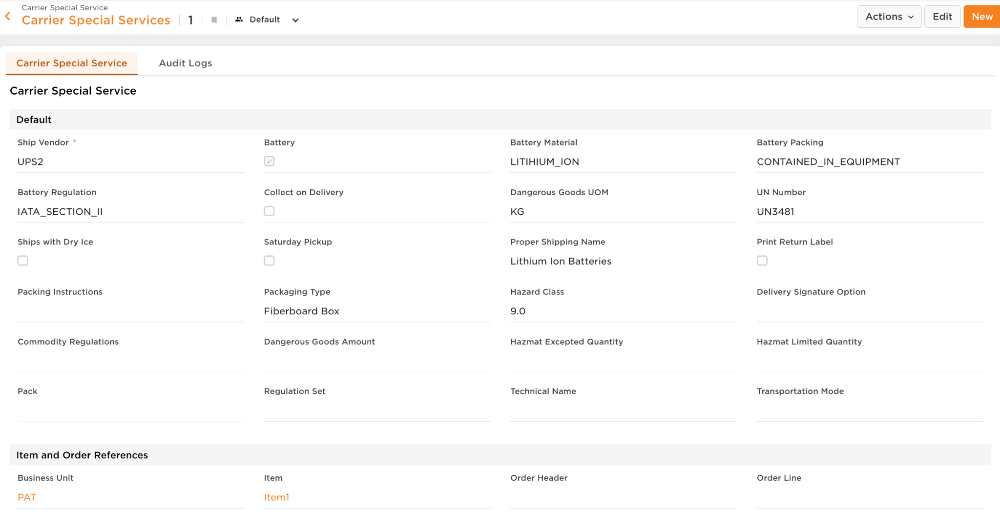 Carrier Special Service
Carrier Special Services 1 Default Actions Edit New
Carrier Special Service Audit Logs
Carrier Special Service
Default
Ship Vendor * Battery Battery Material Battery Packing
UPS2 LITIHIUM_ION CONTAINED_IN_EQUIPMENT
Battery Regulation Collect on Delivery Dangerous Goods UOM UN Number
IATA_SECTION_II KG UN3481
Ships with Dry Ice Saturday Pickup Proper Shipping Name Print Return Label
Lithium Ion Batteries
Packing Instructions Packaging Type Hazard Class Delivery Signature Option
Fiberboard Box 9.0
Commodity Regulations Dangerous Goods Amount Hazmat Excepted Quantity Hazmat Limited Quantity
Pack Regulation Set Technical Name Transportation Mode
Item and Order References
Business Unit Item Order Header Order Line
PAT Item1